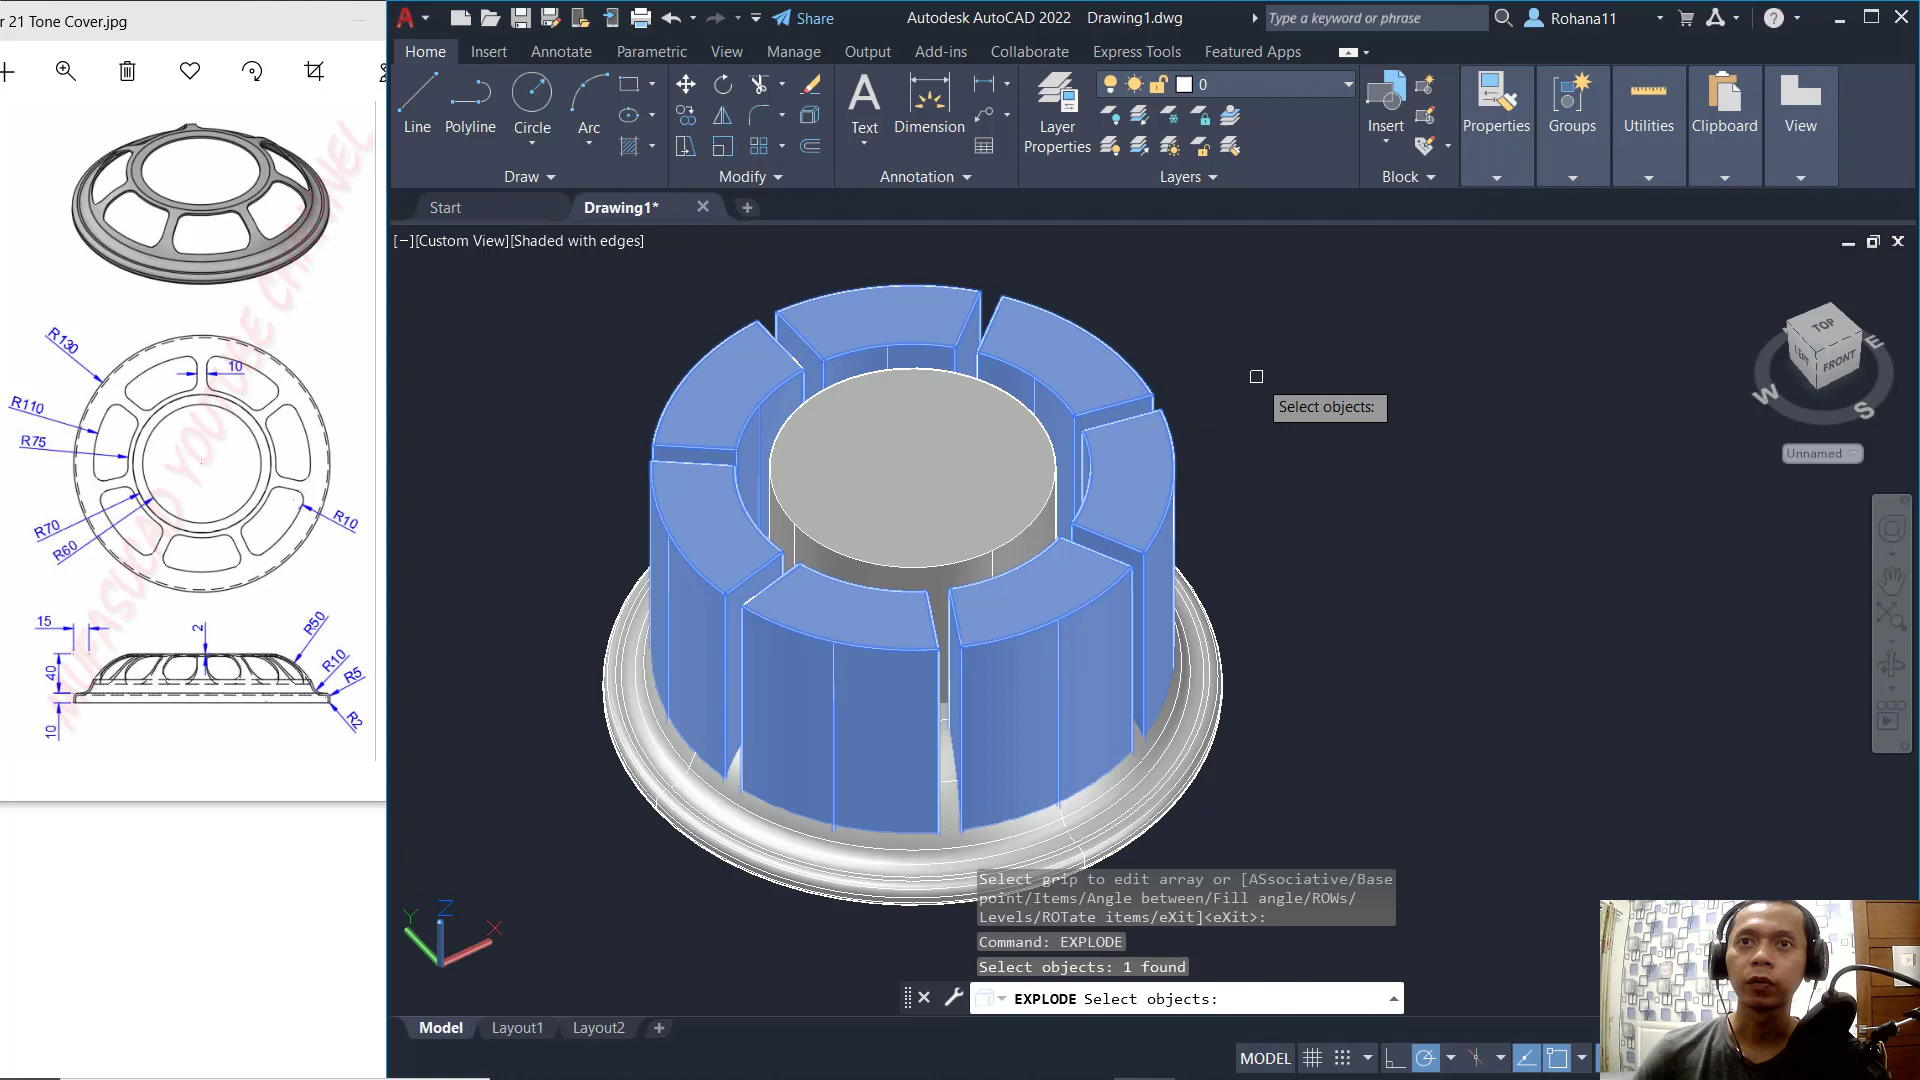 r 21 Tone Cover.jpg
Share
Autodesk AutoCAD 2022 Drawing1.dwg
Type a keyword or phrase
Rohana11
Home Insert Annotate Parametric View Manage Output Add-ins Collaborate Express Tools Featured Apps
Line Polyline Circle Arc
Text Dimension
Layer Properties
0
Insert Properties Groups Utilities Clipboard View
Draw Modify Annotation Layers Block
Start Drawing1*
[−][Custom View][Shaded with edges]
TOP
LEFT FRONT
W S E
Unnamed
Select objects:
MUFASUCAD YOUTUBE CHANNEL
R130
10
R110
R75
R70
R60
R10
15
2
R50
R10
R5
R2
40
10
Y Z X
Select grip to edit array or [ASsociative/Base
point/Items/Angle between/Fill angle/ROWs/
Levels/ROTate items/eXit]<eXit>:
Command: EXPLODE
Select objects: 1 found
EXPLODE Select objects:
Model Layout1 Layout2
MODEL